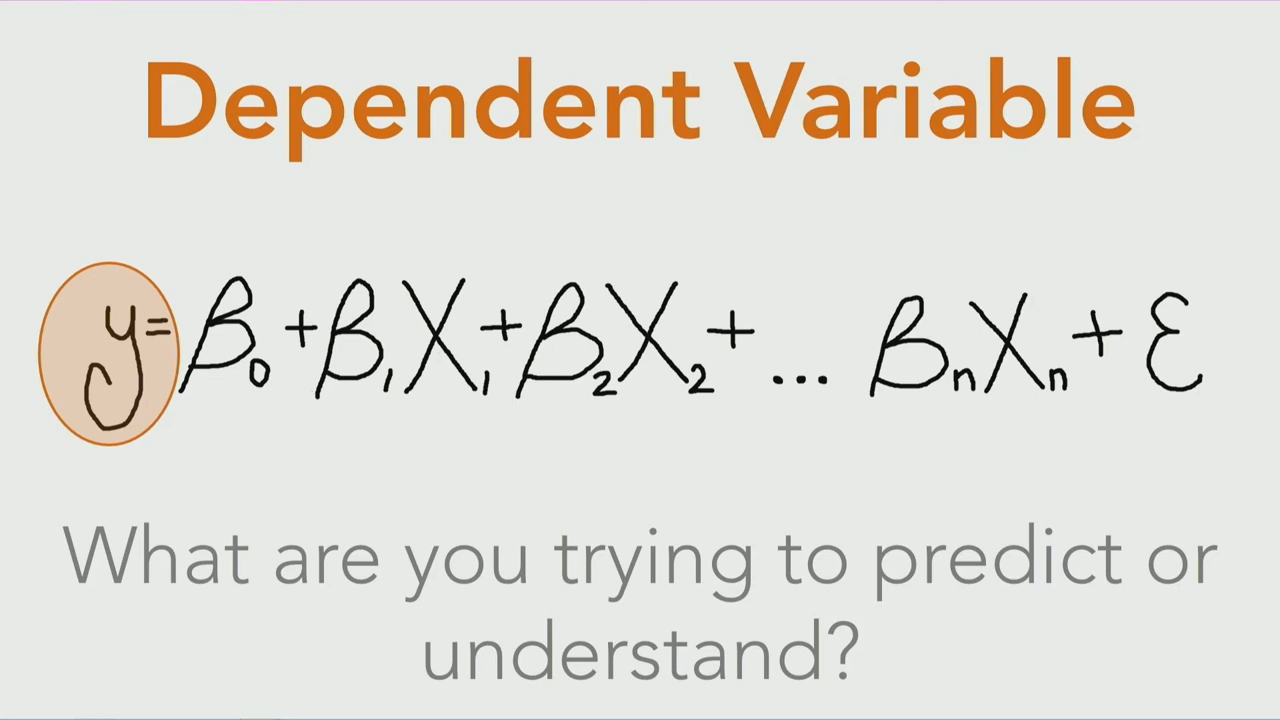 Dependent Variable
y = β₀ + β₁X₁ + β₂X₂ + ... βₙXₙ + ε
What are you trying to predict or
understand?